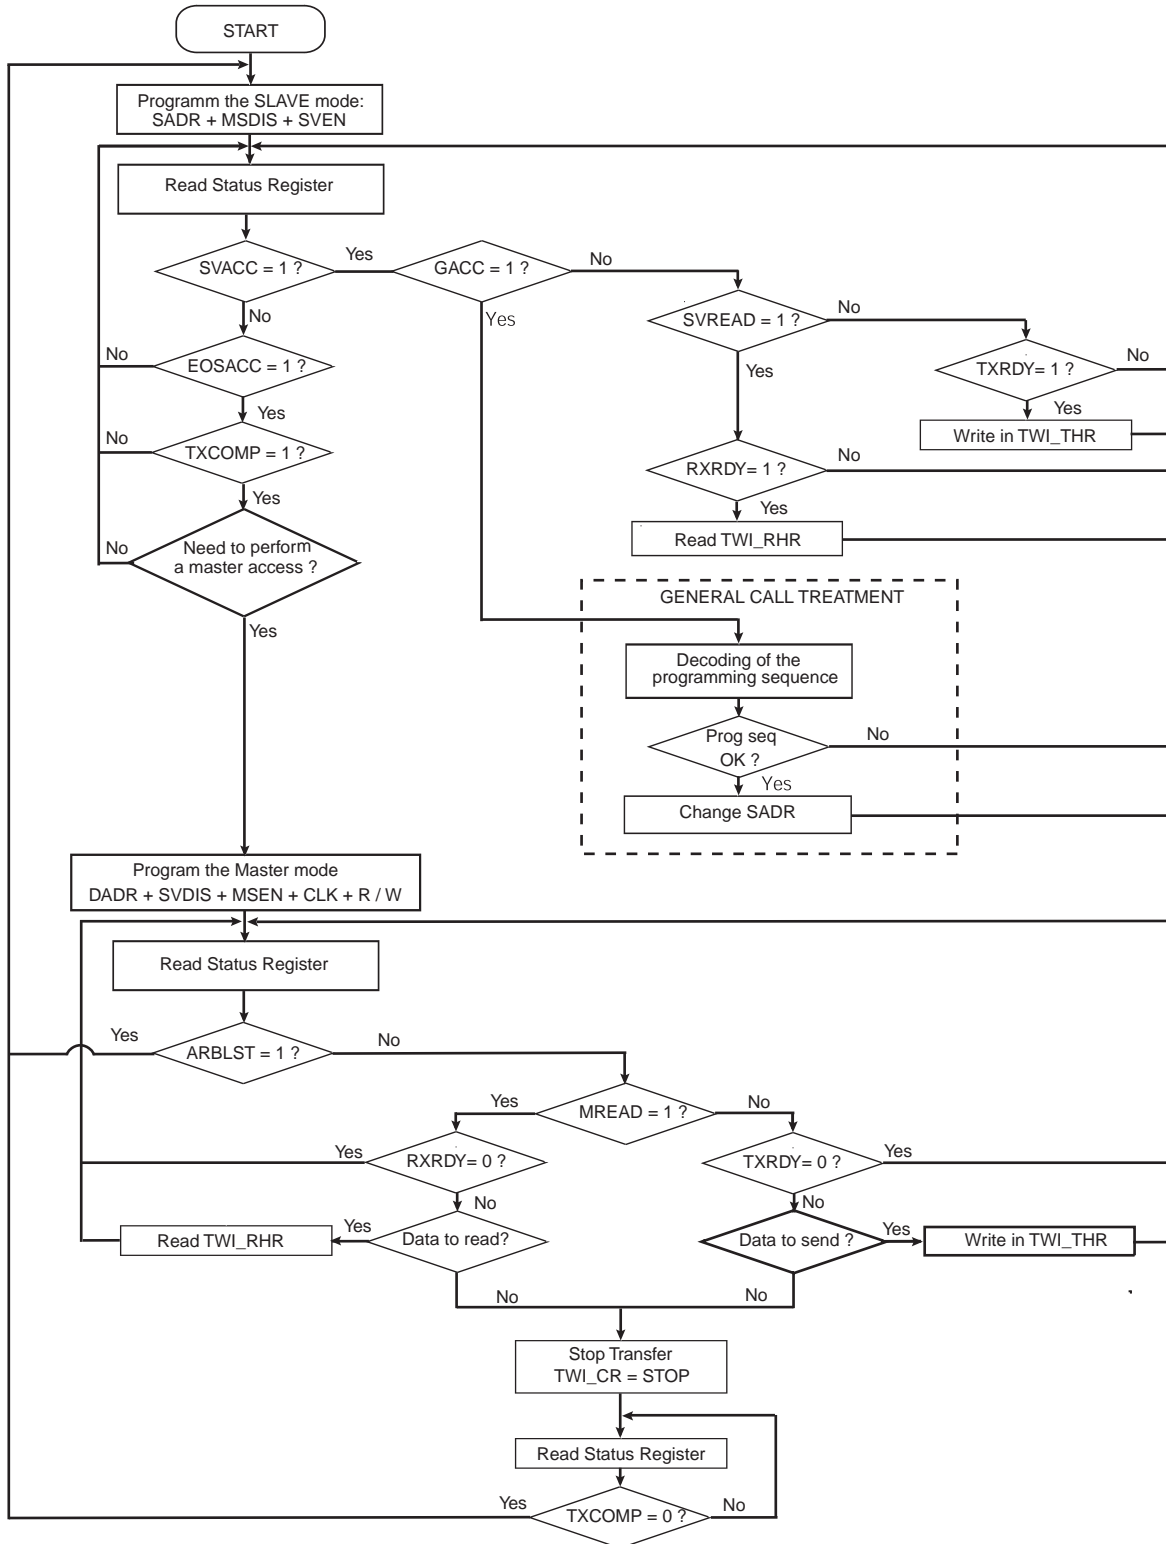 START
Programm the SLAVE mode:
SADR + MSDIS + SVEN
Read Status Register
SVACC = 1 ?
Yes
GACC = 1 ?
No
No
Yes
SVREAD = 1 ?
No
Yes
No
EOSACC = 1 ?
Yes
TXRDY= 1 ?
No
Yes
Write in TWI_THR
No
TXCOMP = 1 ?
Yes
RXRDY= 1 ?
No
Yes
Read TWI_RHR
No
Need to perform
a master access ?
Yes
GENERAL CALL TREATMENT
Decoding of the
programming sequence
Prog seq
OK ?
No
Yes
Change SADR
Program the Master mode
DADR + SVDIS + MSEN + CLK + R / W
Read Status Register
Yes
ARBLST = 1 ?
No
Yes
MREAD = 1 ?
No
Yes
RXRDY= 0 ?
No
TXRDY= 0 ?
Yes
No
Read TWI_RHR
Yes
Data to read?
No
Data to send ?
Yes
Write in TWI_THR
No
Stop Transfer
TWI_CR = STOP
Read Status Register
Yes
TXCOMP = 0 ?
No